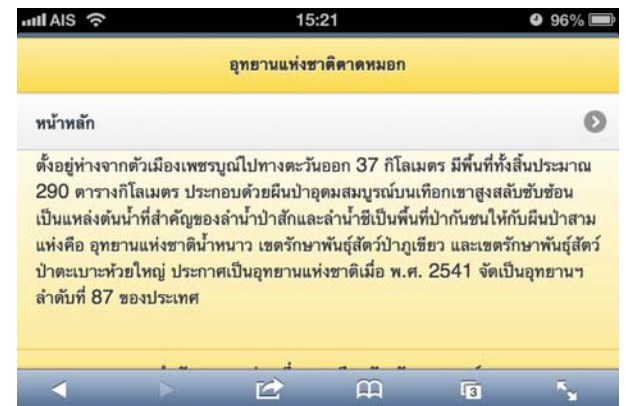 AIS 15:21 96%
อุทยานแห่งชาติตาดหมอก
หน้าหลัก
ตั้งอยู่ห่างจากตัวเมืองเพชรบูณ์ไปทางตะวันออก 37 กิโลเมตร มีพื้นที่ทั้งสิ้นประมาณ
290 ตารางกิโลเมตร ประกอบด้วยผืนป่าอุดมสมบูรณ์บนเทือกเขาสูงสลับซับซ้อน
เป็นแหล่งต้นน้ำที่สำคัญของลำน้ำป่าสักและลำน้ำชีเป็นพื้นที่ป่ากันชนให้กับผืนป่าสาม
แห่งคือ อุทยานแห่งชาติน้ำหนาว เขตรักษาพันธุ์สัตว์ป่าภูเขียว และเขตรักษาพันธุ์สัตว์
ป่าตะเบาะห้วยใหญ่ ประกาศเป็นอุทยานแห่งชาติเมื่อ พ.ศ. 2541 จัดเป็นอุทยานฯ
ลำดับที่ 87 ของประเทศ
3